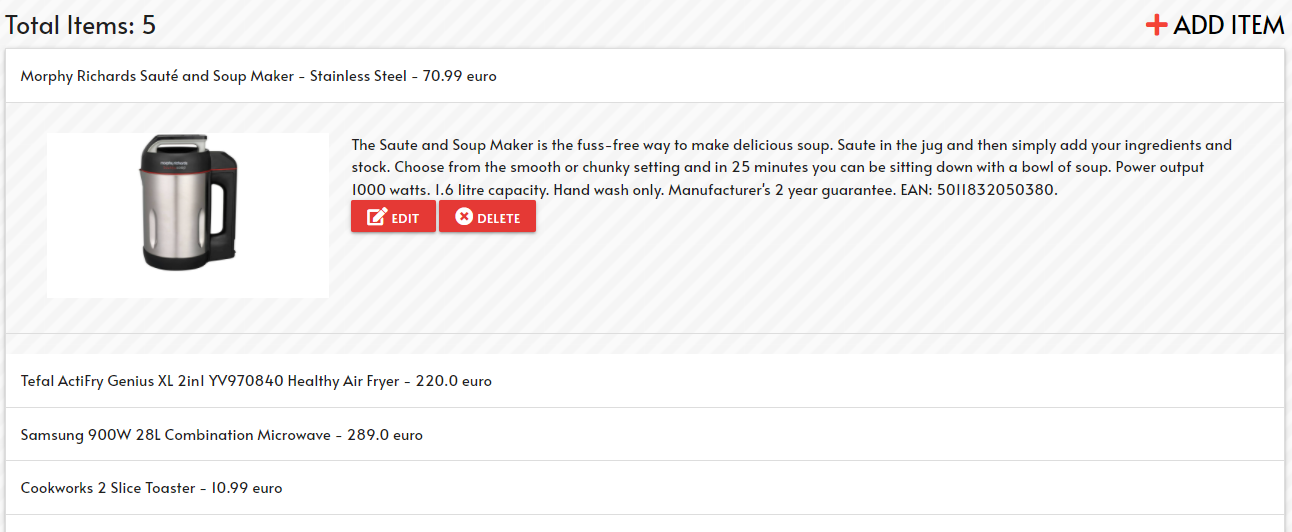 Total Items: 5
ADD ITEM
Morphy Richards Sauté and Soup Maker - Stainless Steel - 70.99 euro
The Saute and Soup Maker is the fuss-free way to make delicious soup. Saute in the jug and then simply add your ingredients and
stock. Choose from the smooth or chunky setting and in 25 minutes you can be sitting down with a bowl of soup. Power output
1000 watts. 1.6 litre capacity. Hand wash only. Manufacturer's 2 year guarantee. EAN: 5011832050380.
EDIT
DELETE
Tefal ActiFry Genius XL 2in1 YV970840 Healthy Air Fryer - 220.0 euro
Samsung 900W 28L Combination Microwave - 289.0 euro
Cookworks 2 Slice Toaster - 10.99 euro